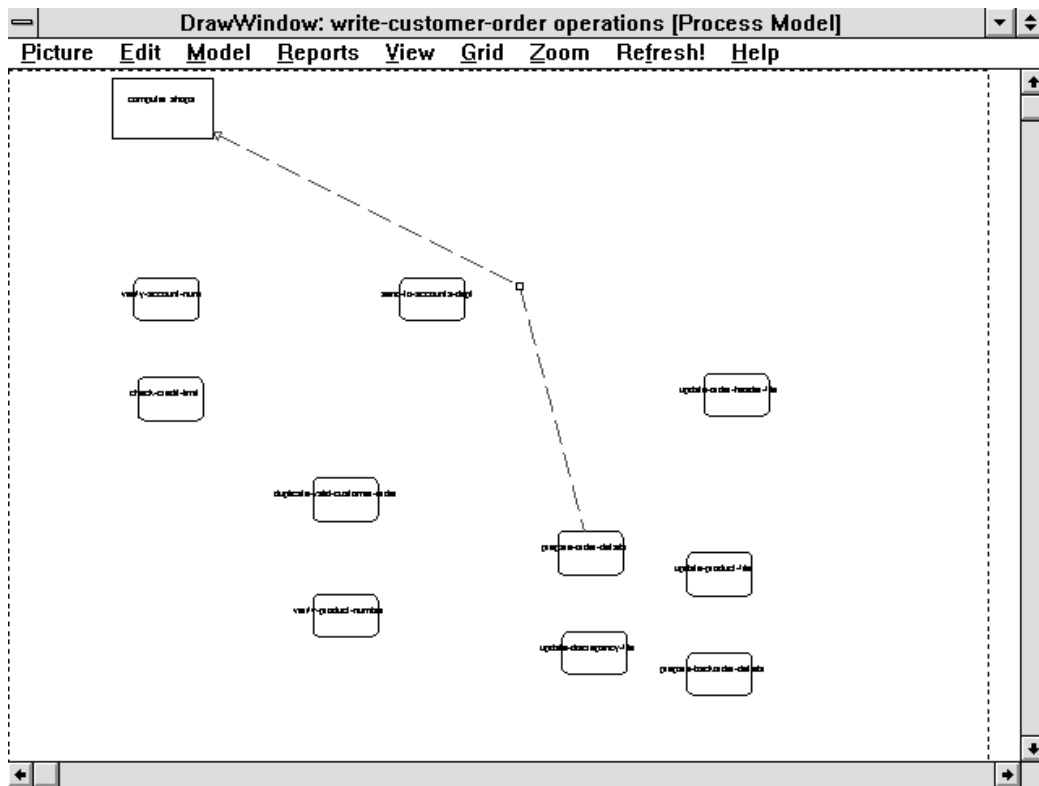 DrawWindow: write-customer-order operations [Process Model]
Picture Edit Model Reports View Grid Zoom Refresh! Help
computer shops
verify-account-num
send-to-accounts-dept
check-credit-limit
update-order-header-file
duplicate-valid-customer-order
prepare-order-details
update-product-file
verify-product-number
update-discrepancy-file
prepare-backorder-details